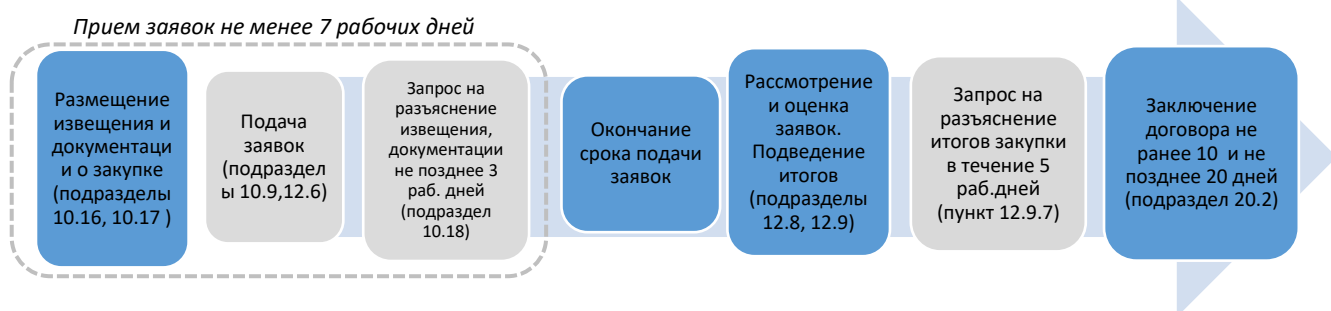 Прием заявок не менее 7 рабочих дней
Размещение
извещения и
документаци
и о закупке
(подразделы
10.16, 10.17 )
Подача
заявок
(подраздел
ы 10.9,12.6)
Запрос на
разъяснение
извещения,
документации
не позднее 3
раб. дней
(подраздел
10.18)
Окончание
срока подачи
заявок
Рассмотрение
и оценка
заявок.
Подведение
итогов
(подразделы
12.8, 12.9)
Запрос на
разъяснение
итогов закупки
в течение 5
раб.дней
(пункт 12.9.7)
Заключение
договора не
ранее 10 и не
позднее 20 дней
(подраздел 20.2)